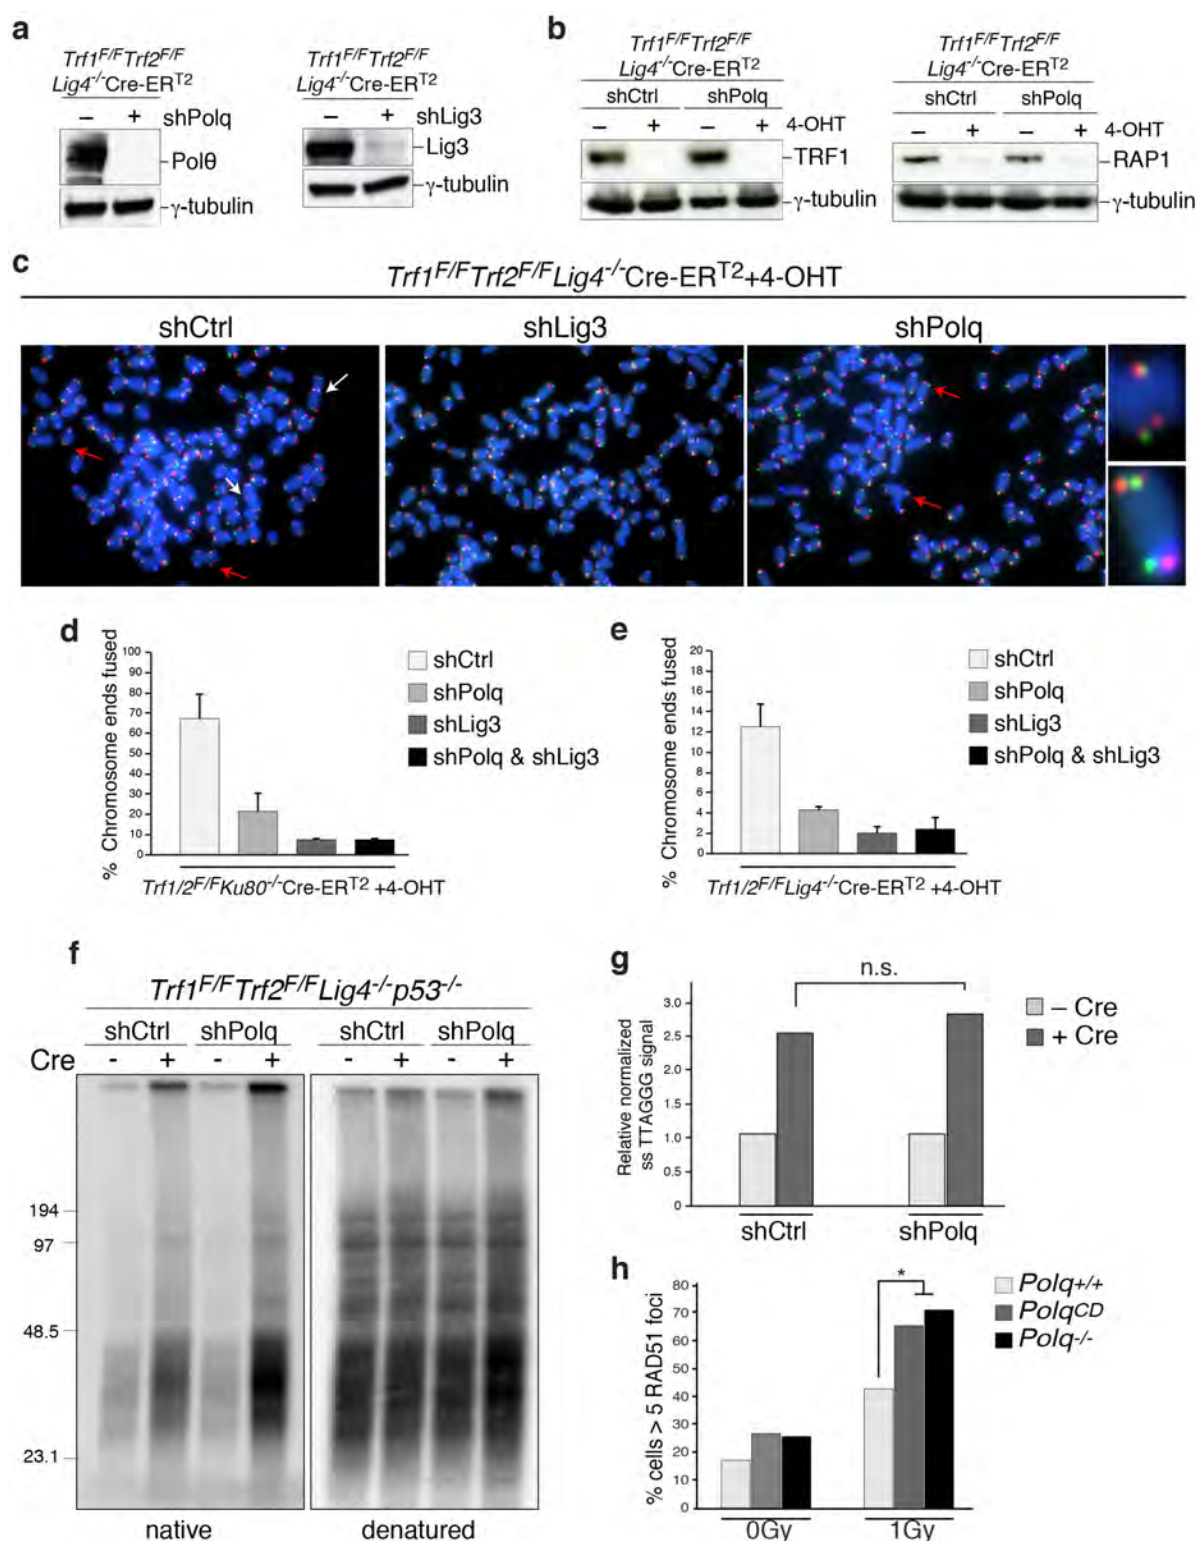 a
Trf1F/FTrf2F/F
Lig4-/-Cre-ERT2
– + shPolq
Polθ
γ-tubulin
Trf1F/FTrf2F/F
Lig4-/-Cre-ERT2
– + shLig3
Lig3
γ-tubulin
b
Trf1F/FTrf2F/F
Lig4-/-Cre-ERT2
shCtrl shPolq
– + – + 4-OHT
TRF1
γ-tubulin
Trf1F/FTrf2F/F
Lig4-/-Cre-ERT2
shCtrl shPolq
– + – + 4-OHT
RAP1
γ-tubulin
c
Trf1F/FTrf2F/FLig4-/-Cre-ERT2+4-OHT
shCtrl shLig3 shPolq
d
% Chromosome ends fused
100
90
80
70
60
50
40
30
20
10
0
shCtrl
shPolq
shLig3
shPolq & shLig3
Trf1/2F/FKu80-/-Cre-ERT2 +4-OHT
e
% Chromosome ends fused
20
18
16
14
12
10
8
6
4
2
0
shCtrl
shPolq
shLig3
shPolq & shLig3
Trf1/2F/FLig4-/-Cre-ERT2 +4-OHT
f
Trf1F/FTrf2F/FLig4-/-p53-/-
shCtrl shPolq shCtrl shPolq
Cre - + - + - + - +
194
97
48.5
23.1
native denatured
g
n.s.
Relative normalized
ss TTAGGG signal
3.0
2.5
2.0
1.5
1.0
0.5
0
– Cre
+ Cre
shCtrl shPolq
h
% cells > 5 RAD51 foci
80
70
60
50
40
30
20
10
0
*
Polq+/+
PolqCD
Polq-/-
0Gy 1Gy